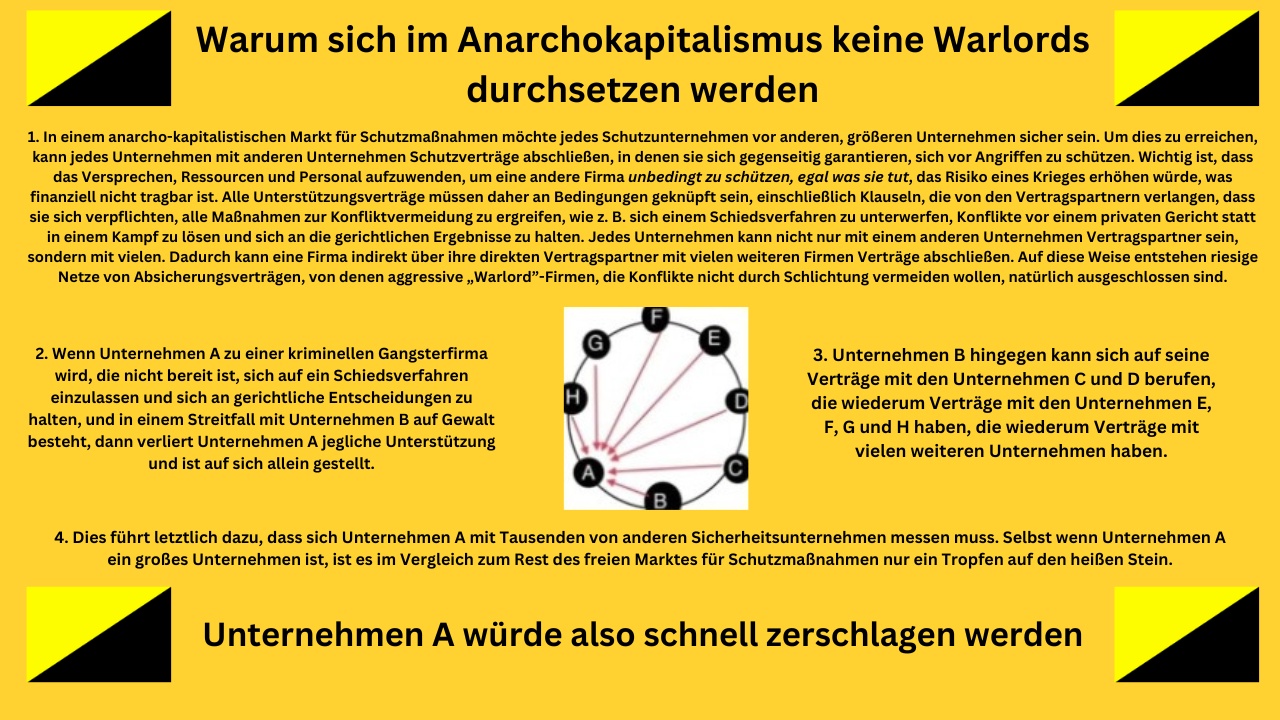 Warum sich im Anarchokapitalismus keine Warlords
durchsetzen werden
1. In einem anarcho-kapitalistischen Markt für Schutzmaßnahmen möchte jedes Schutzunternehmen vor anderen, größeren Unternehmen sicher sein. Um dies zu erreichen,
kann jedes Unternehmen mit anderen Unternehmen Schutzverträge abschließen, in denen sie sich gegenseitig garantieren, sich vor Angriffen zu schützen. Wichtig ist, dass
das Versprechen, Ressourcen und Personal aufzuwenden, um eine andere Firma unbedingt zu schützen, egal was sie tut, das Risiko eines Krieges erhöhen würde, was
finanziell nicht tragbar ist. Alle Unterstützungsverträge müssen daher an Bedingungen geknüpft sein, einschließlich Klauseln, die von den Vertragspartnern verlangen, dass
sie sich verpflichten, alle Maßnahmen zur Konfliktvermeidung zu ergreifen, wie z. B. sich einem Schiedsverfahren zu unterwerfen, Konflikte vor einem privaten Gericht statt
in einem Kampf zu lösen und sich an die gerichtlichen Ergebnisse zu halten. Jedes Unternehmen kann nicht nur mit einem anderen Unternehmen Vertragspartner sein,
sondern mit vielen. Dadurch kann eine Firma indirekt über ihre direkten Vertragspartner mit vielen weiteren Firmen Verträge abschließen. Auf diese Weise entstehen riesige
Netze von Absicherungsverträgen, von denen aggressive „Warlord”-Firmen, die Konflikte nicht durch Schlichtung vermeiden wollen, natürlich ausgeschlossen sind.
2. Wenn Unternehmen A zu einer kriminellen Gangsterfirma
wird, die nicht bereit ist, sich auf ein Schiedsverfahren
einzulassen und sich an gerichtliche Entscheidungen zu
halten, und in einem Streitfall mit Unternehmen B auf Gewalt
besteht, dann verliert Unternehmen A jegliche Unterstützung
und ist auf sich allein gestellt.
F
G
E
H
D
A
C
B
3. Unternehmen B hingegen kann sich auf seine
Verträge mit den Unternehmen C und D berufen,
die wiederum Verträge mit den Unternehmen E,
F, G und H haben, die wiederum Verträge mit
vielen weiteren Unternehmen haben.
4. Dies führt letztlich dazu, dass sich Unternehmen A mit Tausenden von anderen Sicherheitsunternehmen messen muss. Selbst wenn Unternehmen A
ein großes Unternehmen ist, ist es im Vergleich zum Rest des freien Marktes für Schutzmaßnahmen nur ein Tropfen auf den heißen Stein.
Unternehmen A würde also schnell zerschlagen werden